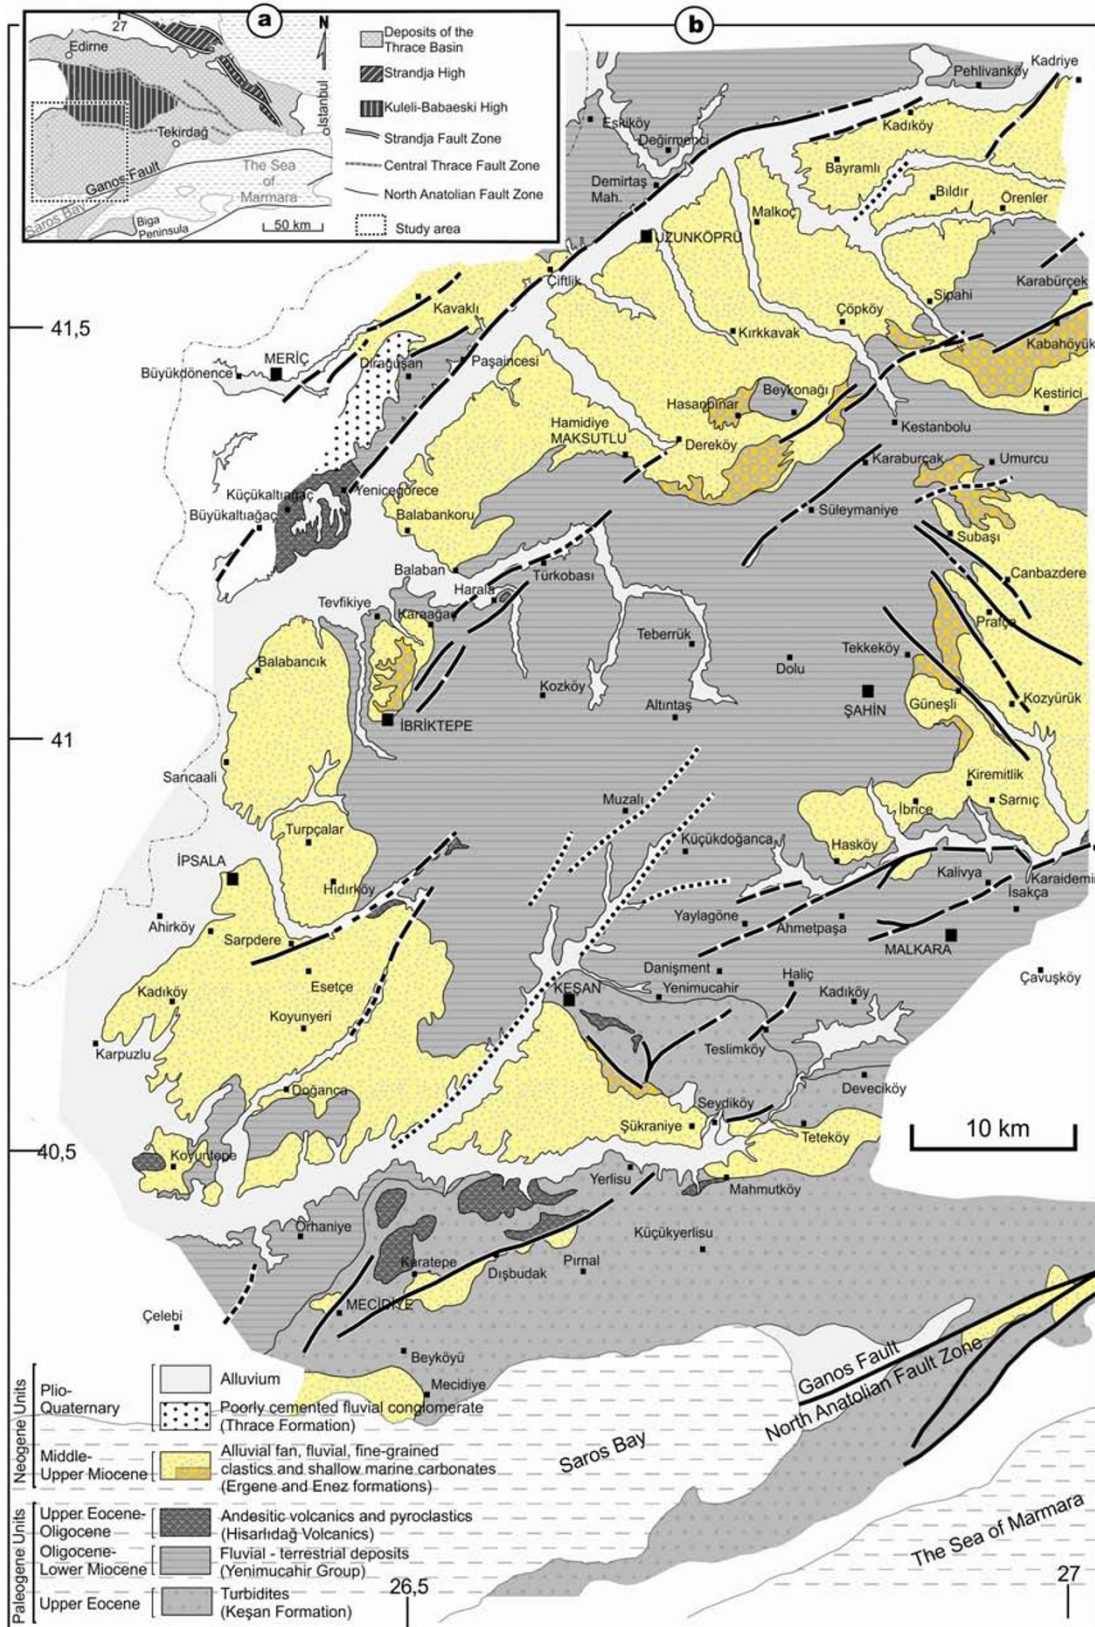 a
27
N
Edirne
Tekirdağ
İstanbul
Ganos Fault
The Sea
of
Marmara
Saros Bay
Biga
Peninsula
50 km
Deposits of the
Thrace Basin
Strandja High
Kuleli-Babaeski High
Strandja Fault Zone
Central Thrace Fault Zone
North Anatolian Fault Zone
Study area
b
Pehlivanköy
Kadriye
Eskiköy
Kadıköy
Değirmenci
Bayramlı
Demirtaş
Mah.
Bıldır
Örenler
Malkoç
UZUNKÖPRÜ
Çiftlik
Karabürçek
Kavaklı
Sipahi
Çöpköy
41,5
Kırkkavak
Kabahöyük
MERİÇ
Büyükdönence
Diraguşan
Paşaincesi
Beykonağı
Kestirici
Hasanpinar
Hamidiye
MAKSUTLU
Kestanbolu
Dereköy
Karaburçak
Umurcu
Küçükaltıağaç
Yenicegörece
Büyükaltıağaç
Balabankoru
Süleymaniye
Subaşı
Balaban
Türkobası
Canbazdere
Harala
Tevfikiye
Karaağaç
Prafça
Teberrük
Tekkeköy
Balabancık
Dolu
Kozköy
Altıntaş
ŞAHİN
Güneşli
Kozyürük
İBRİKTEPE
41
Sarıcaali
Kiremitlik
Muzalı
İbrice
Sarnıç
Turpçalar
Küçükdoğanca
Hasköy
İPSALA
Hıdırköy
Kalivya
Karaidemir
İsakça
Ahirköy
Yaylagöne
Ahmetpaşa
Sarpdere
MALKARA
Esetçe
Danişment
Haliç
Çavuşköy
Kadıköy
KEŞAN
Yenimucahir
Kadıköy
Koyunyeri
Karpuzlu
Teslimköy
Doğanca
Deveciköy
Seydiköy
Şükraniye
Teteköy
10 km
40,5
Koyuntepe
Yerlisu
Mahmutköy
Orhaniye
Küçükyerlisu
Karatepe
Dışbudak
Pırnal
MECİDİYE
Çelebi
Beyköyü
Mecidiye
Ganos Fault
North Anatolian Fault Zone
Saros Bay
The Sea of Marmara
26,5
27
Neogene Units
Plio-
Quaternary
Alluvium
Poorly cemented fluvial conglomerate
(Thrace Formation)
Middle-
Upper Miocene
Alluvial fan, fluvial, fine-grained
clastics and shallow marine carbonates
(Ergene and Enez formations)
Paleogene Units
Upper Eocene-
Oligocene
Andesitic volcanics and pyroclastics
(Hisarlıdağ Volcanics)
Oligocene-
Lower Miocene
Fluvial - terrestrial deposits
(Yenimucahir Group)
Upper Eocene
Turbidites
(Keşan Formation)